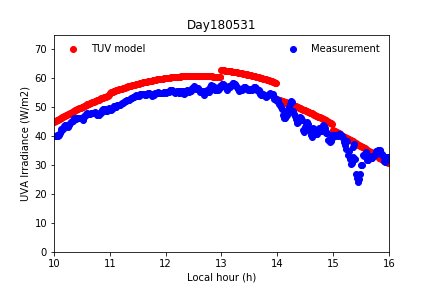 Day180531
TUV model
Measurement
UVA Irradiance (W/m2)
70
60
50
40
30
20
10
0
10 11 12 13 14 15 16
Local hour (h)